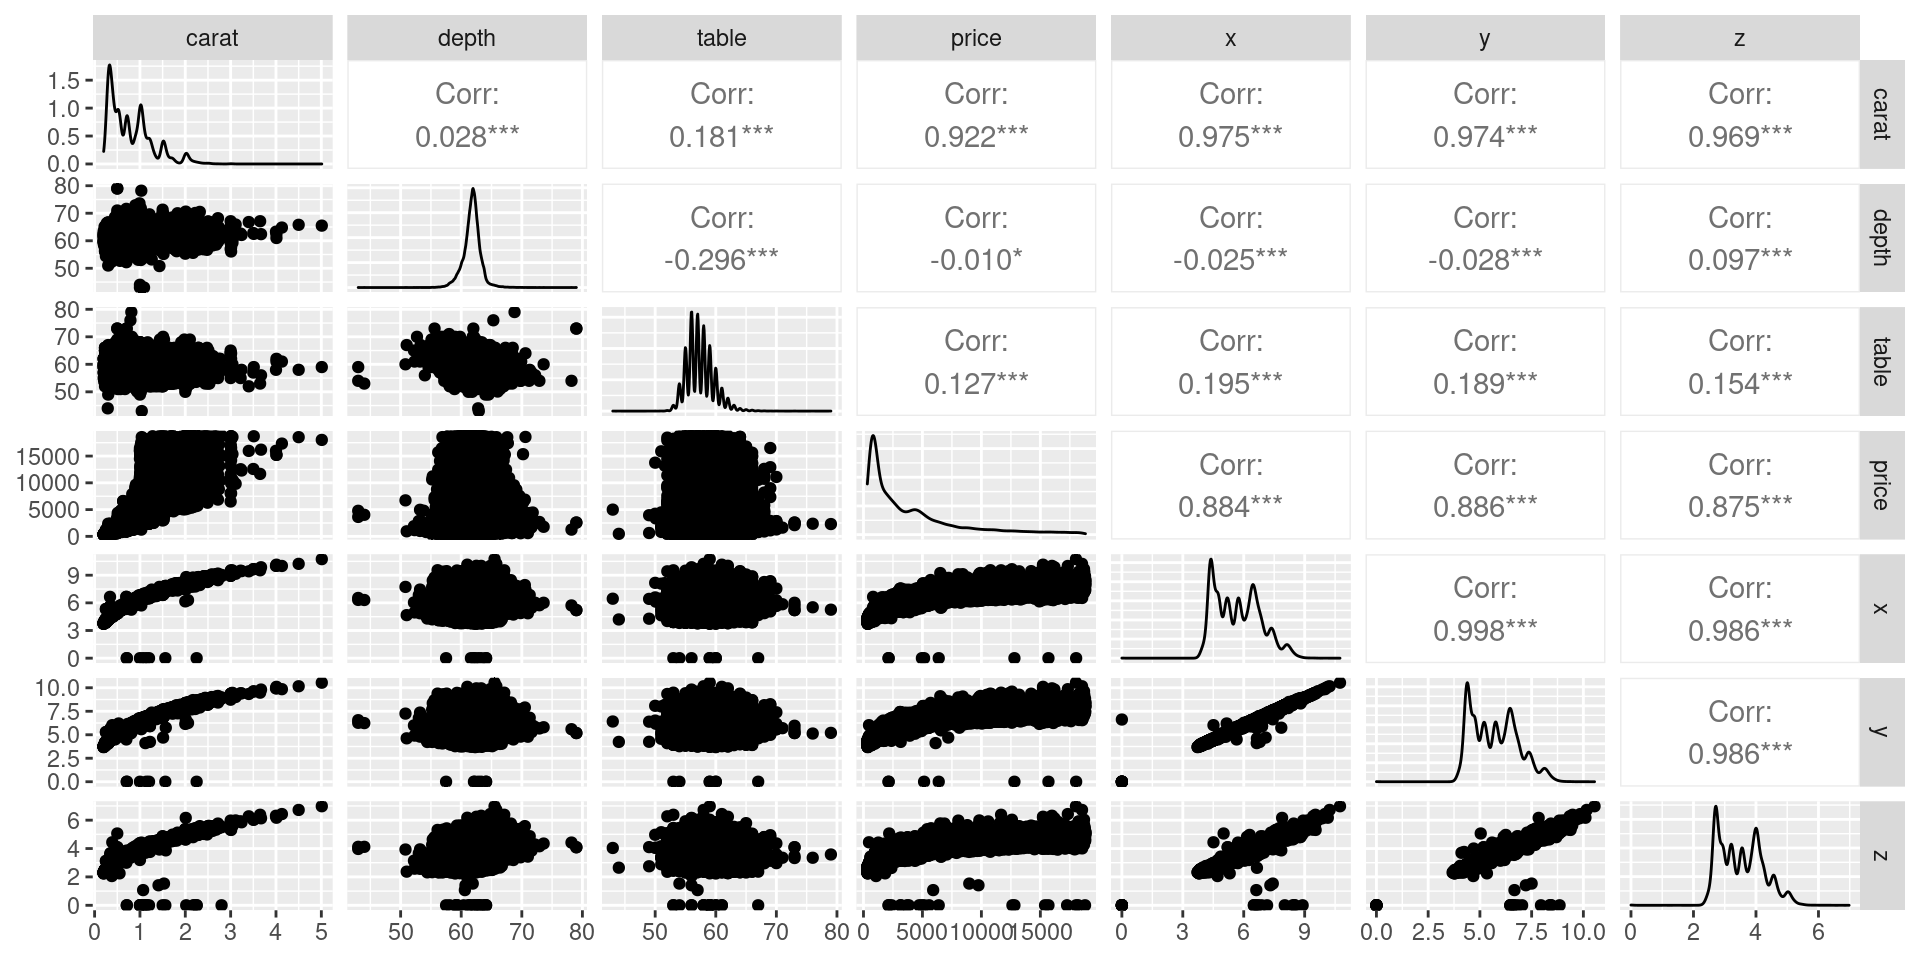 carat depth table price x y z
1.5
1.0
0.5
0.0
Corr: Corr: Corr: Corr: Corr: Corr:
0.028*** 0.181*** 0.922*** 0.975*** 0.974*** 0.969***
carat
80
70
60
50
Corr: Corr: Corr: Corr: Corr:
-0.296*** -0.010* -0.025*** -0.028*** 0.097***
depth
80
70
60
50
Corr: Corr: Corr: Corr:
0.127*** 0.195*** 0.189*** 0.154***
table
15000
10000
5000
0
Corr: Corr: Corr:
0.884*** 0.886*** 0.875***
price
9
6
3
0
Corr: Corr:
0.998*** 0.986***
x
10.0
7.5
5.0
2.5
0.0
Corr:
0.986***
y
6
4
2
0
z
0 1 2 3 4 5 50 60 70 80 50 60 70 80 0 5000 10000 15000 0 3 6 9 0.0 2.5 5.0 7.5 10.0 0 2 4 6